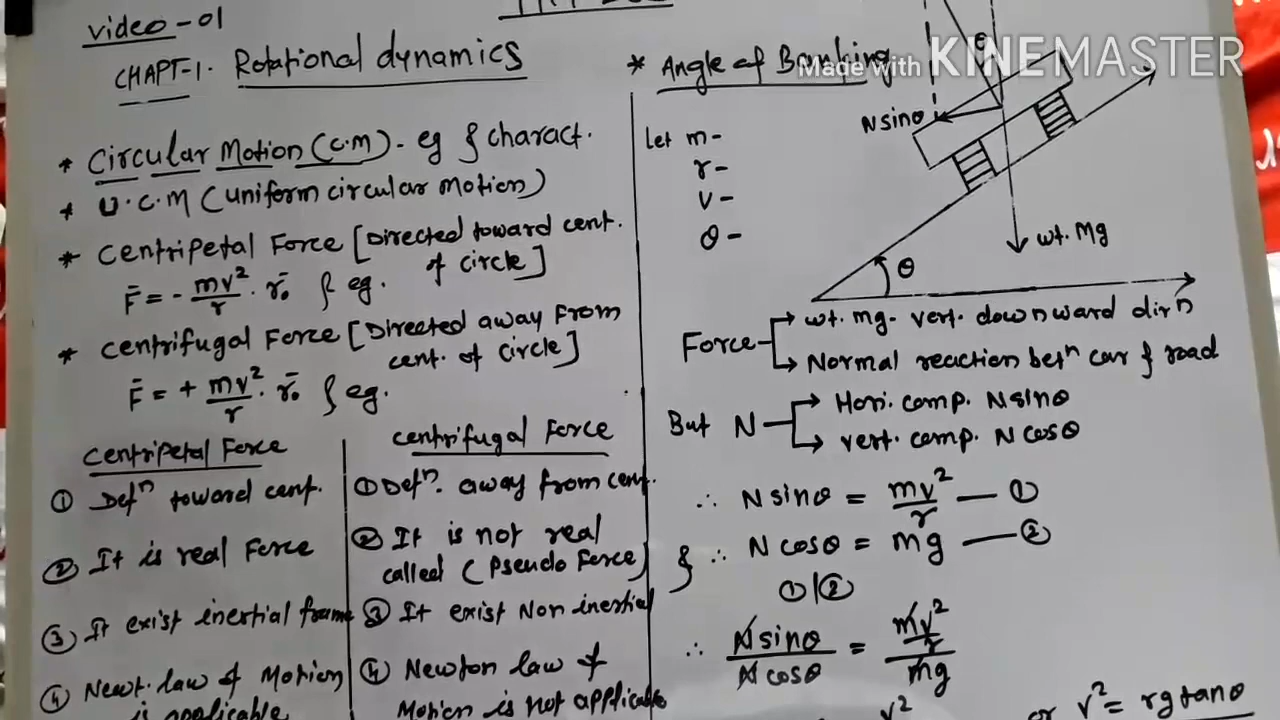 video-01
CHAPT-1. Rotational dynamics
* Circular Motion (C.M) - eg & charact.
* U.C.M (uniform circular Motion)
* centripetal Force [Directed toward cent. of circle]
F̄ = - mv²/r · r̄₀ & eg.
* centrifugal Force [Directed away from cent. of circle]
F̄ = + mv²/r · r̄₀ & eg.
centripetal Force
① Defⁿ toward cent.
② It is real Force
③ It exist inertial frame
④ Newt. law of Motion is applicable
centrifugal Force
① Defⁿ. away from cent.
② It is not real called (Pseudo Force)
③ It exist Non inertial
④ Newton law of Motion is not applicable
* Angle of Banking
Made with KINEMASTER
θ
N sinθ
Let m-
r-
v-
θ-
wt. Mg
θ
Force → wt. mg - vert. downward dirⁿ
→ Normal reaction betⁿ car & road
But N → Hori. comp. N sinθ
→ vert. comp. N cosθ
∴ N sinθ = mv²/r — ①
& ∴ N cosθ = mg — ②
①/②
∴ N sinθ / N cosθ = mv²/r / mg
v²
or v² = rg tanθ